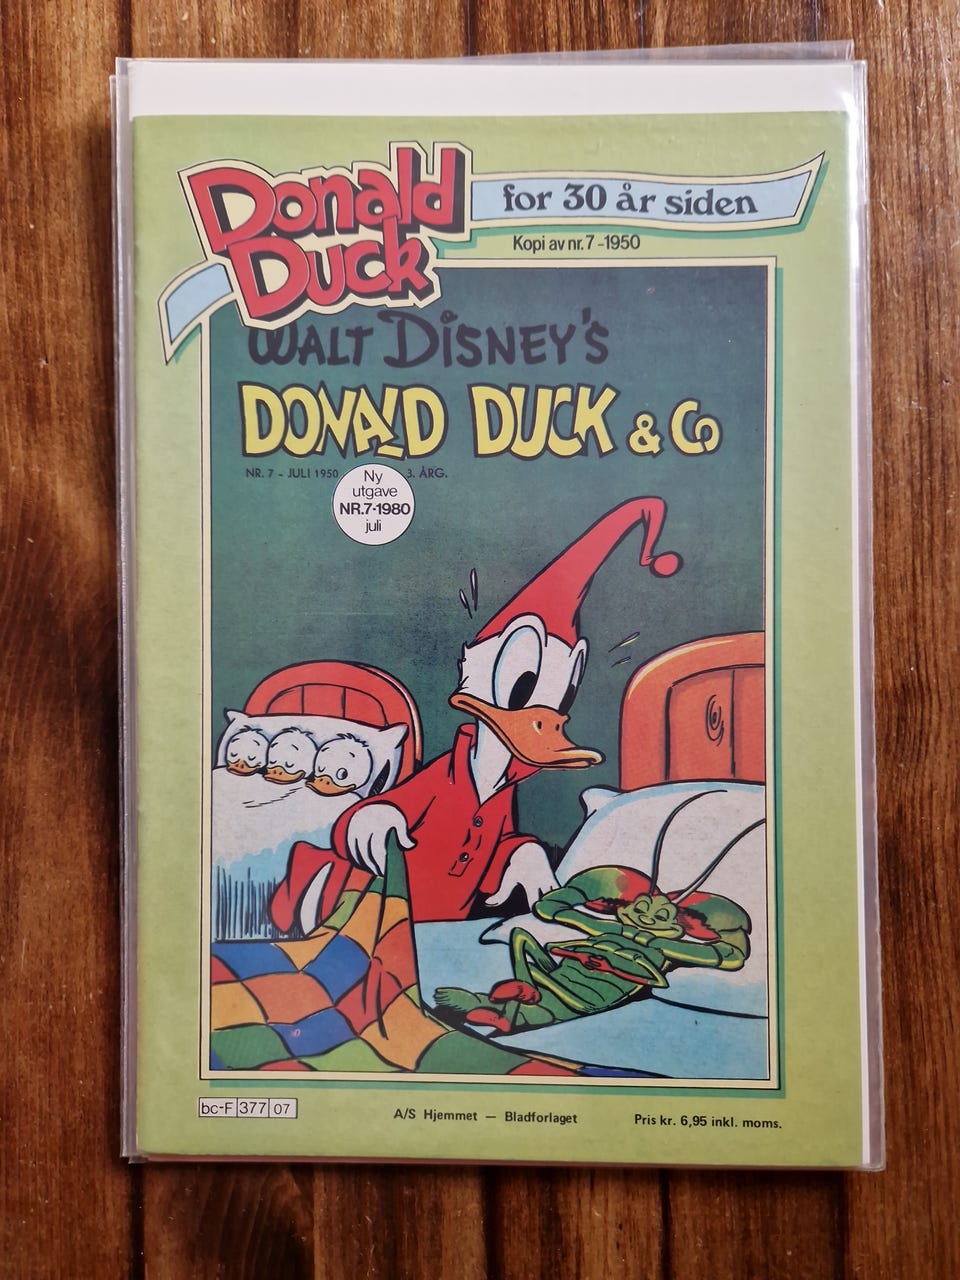 Donald
Duck
for 30 år siden
Kopi av nr. 7-1950
WALT DISNEY'S
DONALD DUCK & Co
NR. 7 - JULI 1950 3. ÅRG.
Ny
utgave
NR.7-1980
juli
bc-F 377 07
A/S Hjemmet — Bladforlaget
Pris kr. 6,95 inkl. moms.